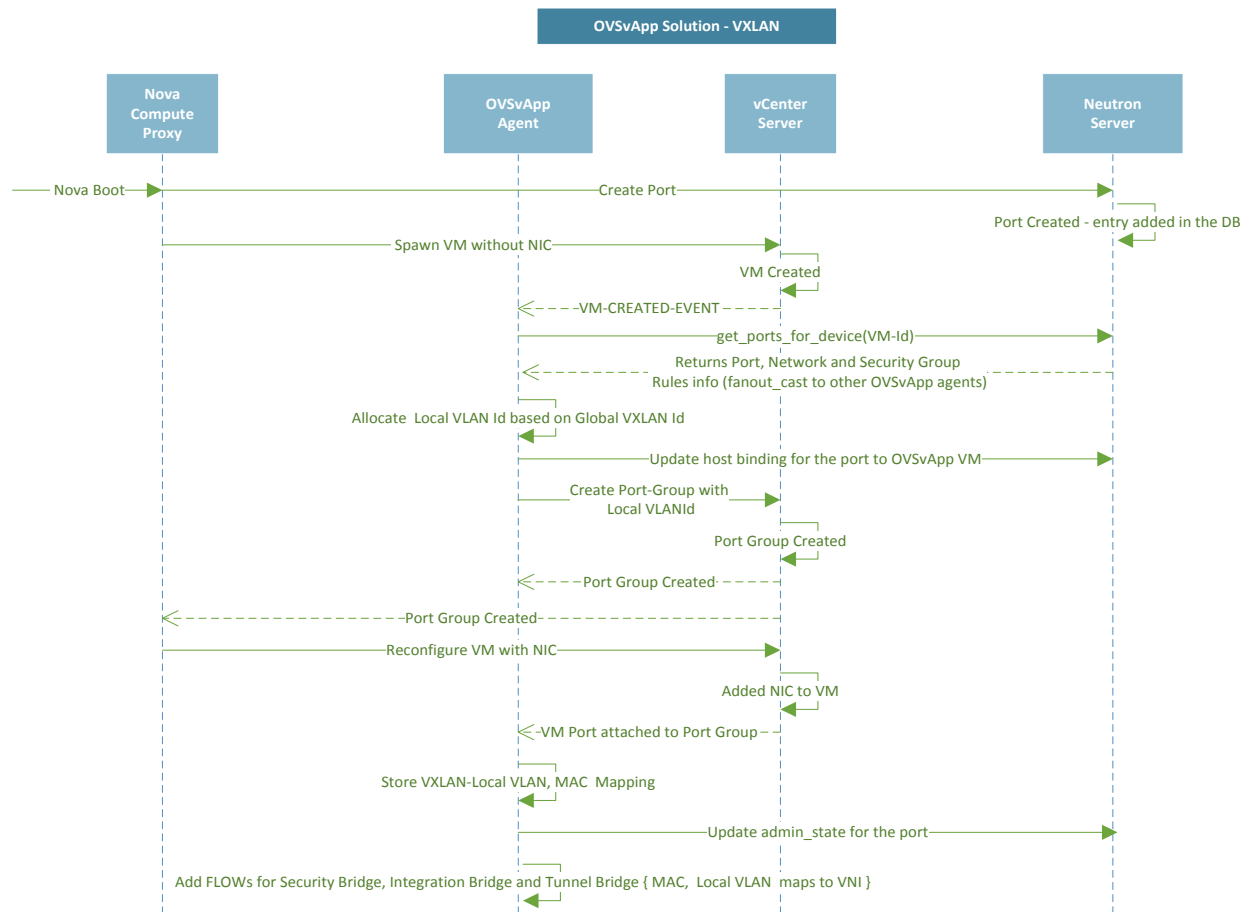 OVSvApp Solution - VXLAN
Nova
Compute
Proxy
OVSvApp
Agent
vCenter
Server
Neutron
Server
Nova Boot
Create Port
Port Created - entry added in the DB
Spawn VM without NIC
VM Created
VM-CREATED-EVENT
get_ports_for_device(VM-Id)
Returns Port, Network and Security Group
Rules info (fanout_cast to other OVSvApp agents)
Allocate Local VLAN Id based on Global VXLAN Id
Update host binding for the port to OVSvApp VM
Create Port-Group with
Local VLANId
Port Group Created
Port Group Created
Port Group Created
Reconfigure VM with NIC
Added NIC to VM
VM Port attached to Port Group
Store VXLAN-Local VLAN, MAC Mapping
Update admin_state for the port
Add FLOWs for Security Bridge, Integration Bridge and Tunnel Bridge { MAC, Local VLAN maps to VNI }